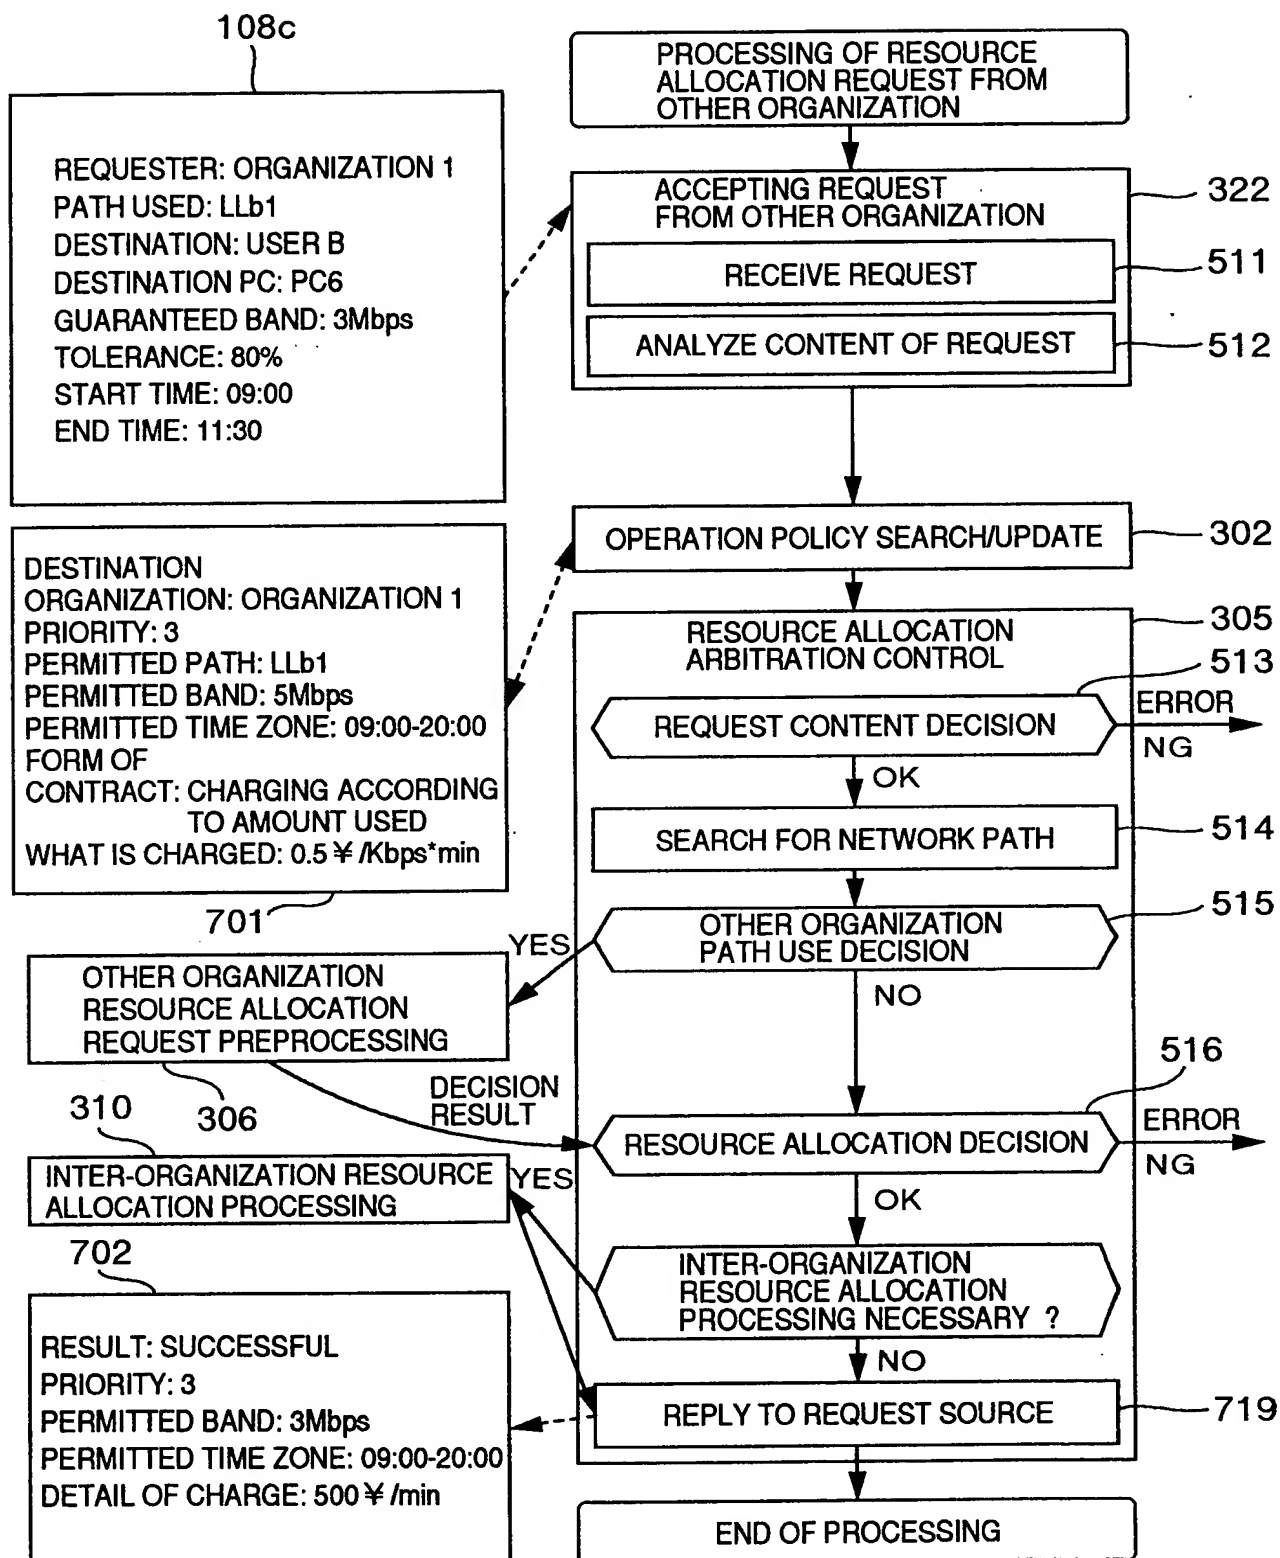 108c
REQUESTER: ORGANIZATION 1
PATH USED: LLb1
DESTINATION: USER B
DESTINATION PC: PC6
GUARANTEED BAND: 3Mbps
TOLERANCE: 80%
START TIME: 09:00
END TIME: 11:30
PROCESSING OF RESOURCE
ALLOCATION REQUEST FROM
OTHER ORGANIZATION
ACCEPTING REQUEST
FROM OTHER ORGANIZATION
322
RECEIVE REQUEST
511
ANALYZE CONTENT OF REQUEST
512
OPERATION POLICY SEARCH/UPDATE
302
DESTINATION
ORGANIZATION: ORGANIZATION 1
PRIORITY: 3
PERMITTED PATH: LLb1
PERMITTED BAND: 5Mbps
PERMITTED TIME ZONE: 09:00-20:00
FORM OF
CONTRACT: CHARGING ACCORDING
TO AMOUNT USED
WHAT IS CHARGED: 0.5¥/Kbps*min
701
RESOURCE ALLOCATION
ARBITRATION CONTROL
305
513
REQUEST CONTENT DECISION
ERROR
NG
OK
SEARCH FOR NETWORK PATH
514
OTHER ORGANIZATION
PATH USE DECISION
515
YES
NO
OTHER ORGANIZATION
RESOURCE ALLOCATION
REQUEST PREPROCESSING
306
DECISION
RESULT
516
RESOURCE ALLOCATION DECISION
ERROR
NG
OK
310
INTER-ORGANIZATION RESOURCE
ALLOCATION PROCESSING
YES
INTER-ORGANIZATION
RESOURCE ALLOCATION
PROCESSING NECESSARY ?
NO
702
RESULT: SUCCESSFUL
PRIORITY: 3
PERMITTED BAND: 3Mbps
PERMITTED TIME ZONE: 09:00-20:00
DETAIL OF CHARGE: 500¥/min
REPLY TO REQUEST SOURCE
719
END OF PROCESSING